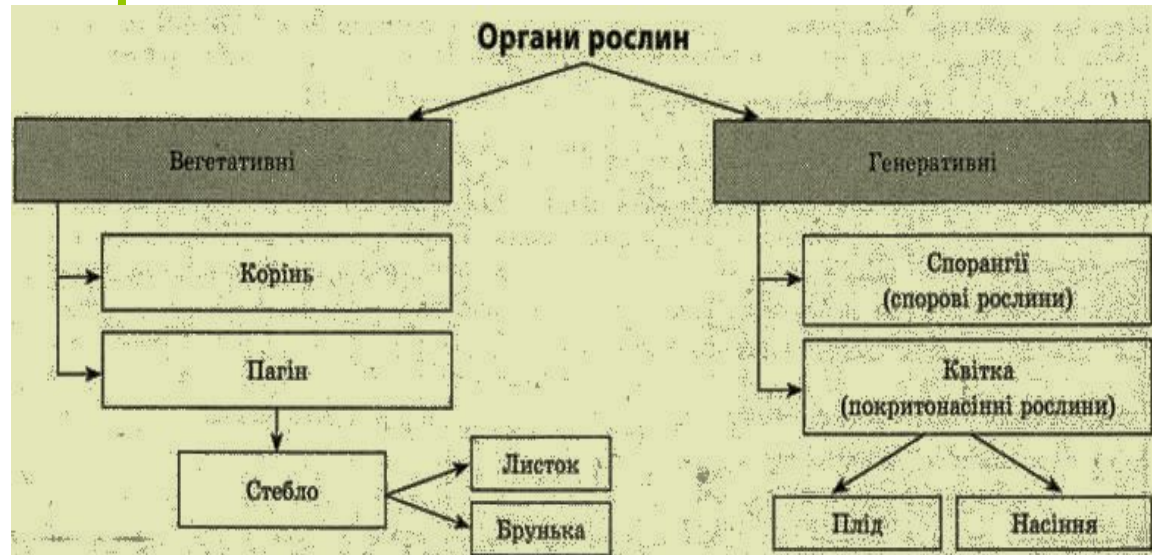 Органи рослин
Вегетативні
Генеративні
Корінь
Спорангії
(спорові рослини)
Пагін
Квітка
(покритонасінні рослини)
Стебло
Листок
Брунька
Плід
Насіння